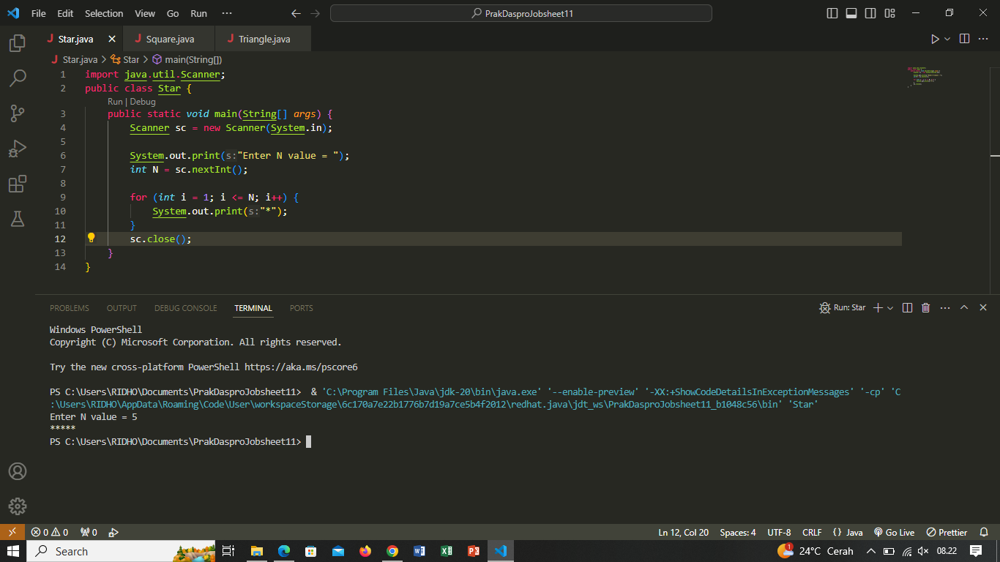 File Edit Selection View Go Run ··· PrakDasproJobsheet11
Star.java Square.java Triangle.java
Star.java > Star > main(String[])
1 import java.util.Scanner;
2 public class Star {
Run | Debug
3 public static void main(String[] args) {
4 Scanner sc = new Scanner(System.in);
5
6 System.out.print(s:"Enter N value = ");
7 int N = sc.nextInt();
8
9 for (int i = 1; i <= N; i++) {
10 System.out.print(s:"*");
11 }
12 sc.close();
13 }
14 }
PROBLEMS OUTPUT DEBUG CONSOLE TERMINAL PORTS Run: Star
Windows PowerShell
Copyright (C) Microsoft Corporation. All rights reserved.
Try the new cross-platform PowerShell https://aka.ms/pscore6
PS C:\Users\RIDHO\Documents\PrakDasproJobsheet11> & 'C:\Program Files\Java\jdk-20\bin\java.exe' '--enable-preview' '-XX:+ShowCodeDetailsInExceptionMessages' '-cp' 'C
:\Users\RIDHO\AppData\Roaming\Code\User\workspaceStorage\6c170a7e22b1776b7d19a7ce5b4f2012\redhat.java\jdt_ws\PrakDasproJobsheet11_b1048c56\bin' 'Star'
Enter N value = 5
*****
PS C:\Users\RIDHO\Documents\PrakDasproJobsheet11>
0 0 0 Ln 12, Col 20 Spaces: 4 UTF-8 CRLF {} Java Go Live Prettier
Search 1 24°C Cerah 08.22